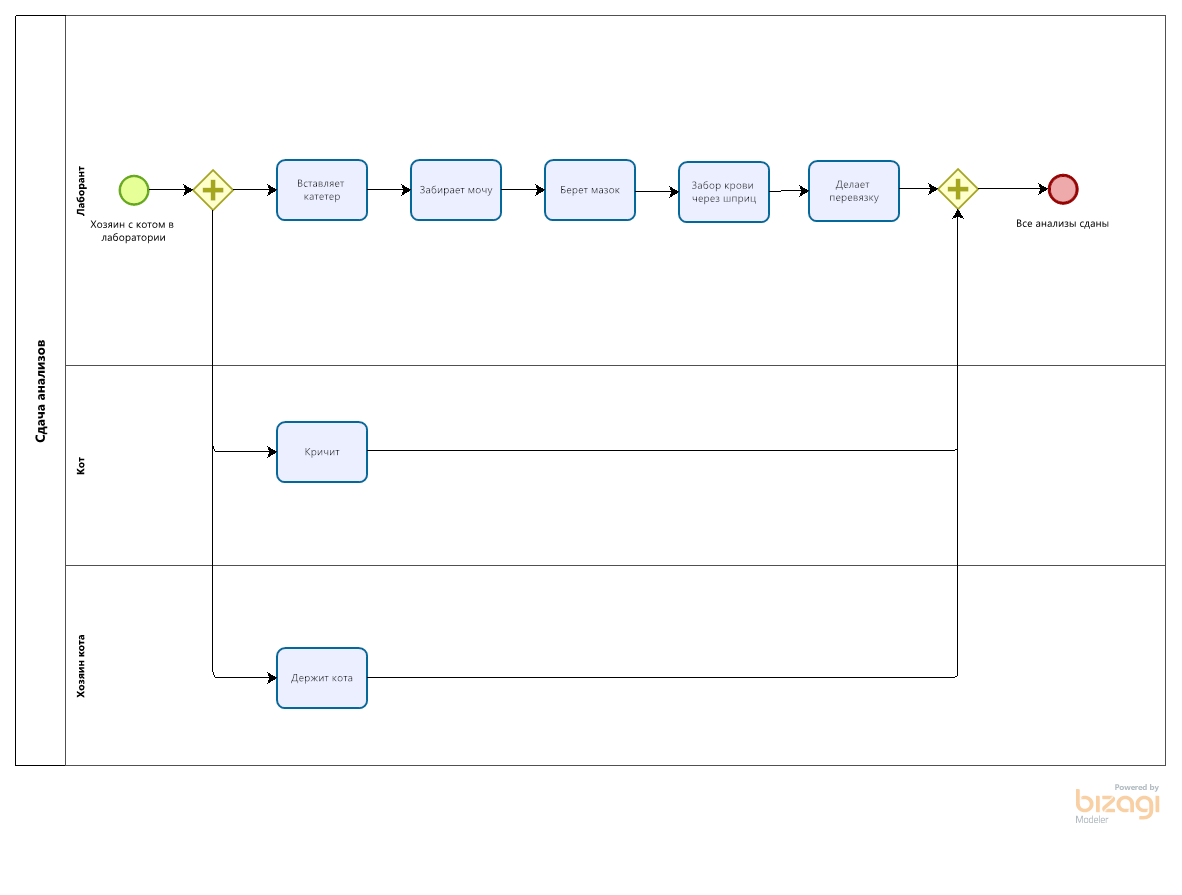 Сдача анализов
Лаборант
Хозяин с котом в
лаборатории
Вставляет
катетер
Забирает мочу
Берет мазок
Забор крови
через шприц
Делает
перевязку
Все анализы сданы
Кот
Кричит
Хозяин кота
Держит кота
Powered by
bizagi
Modeler